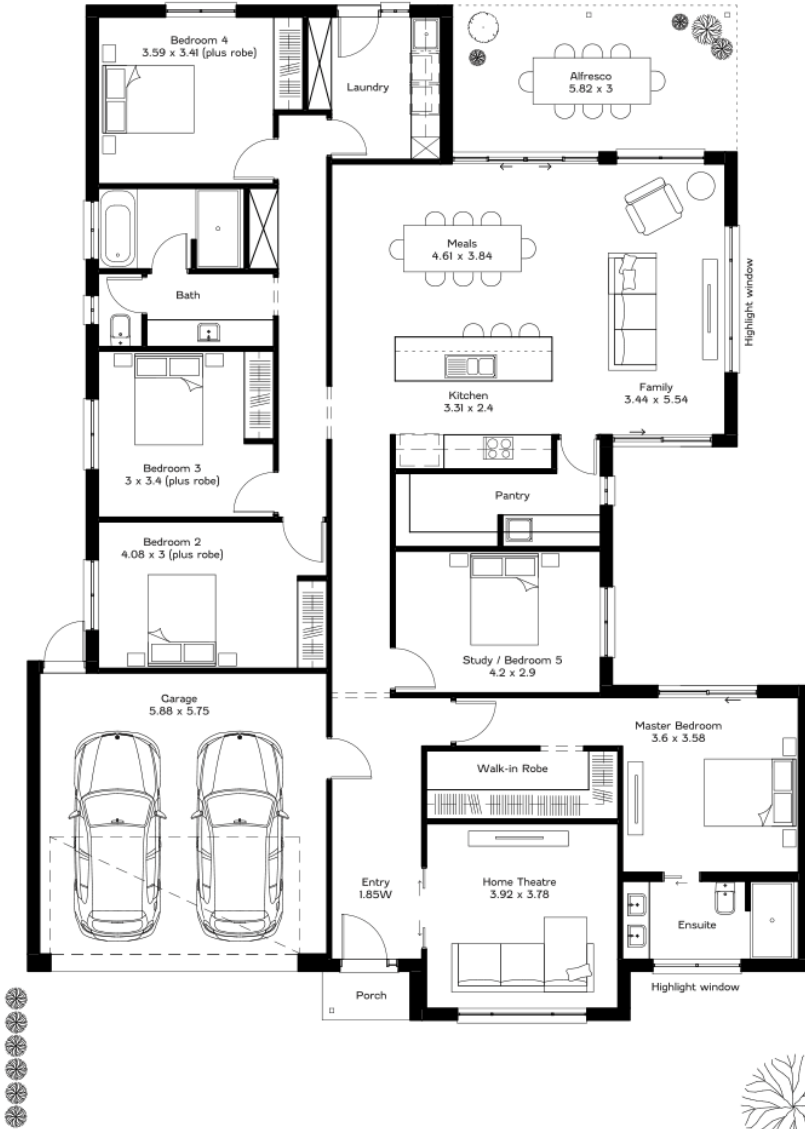 Bedroom 4
3.59 x 3.41 (plus robe)
Laundry
Alfresco
5.82 x 3
Meals
4.61 x 3.84
Highlight window
Bath
Kitchen
3.31 x 2.4
Family
3.44 x 5.54
Bedroom 3
3 x 3.4 (plus robe)
Pantry
Bedroom 2
4.08 x 3 (plus robe)
Study / Bedroom 5
4.2 x 2.9
Garage
5.88 x 5.75
Master Bedroom
3.6 x 3.58
Walk-in Robe
Entry
1.85W
Home Theatre
3.92 x 3.78
Ensuite
Porch
Highlight window